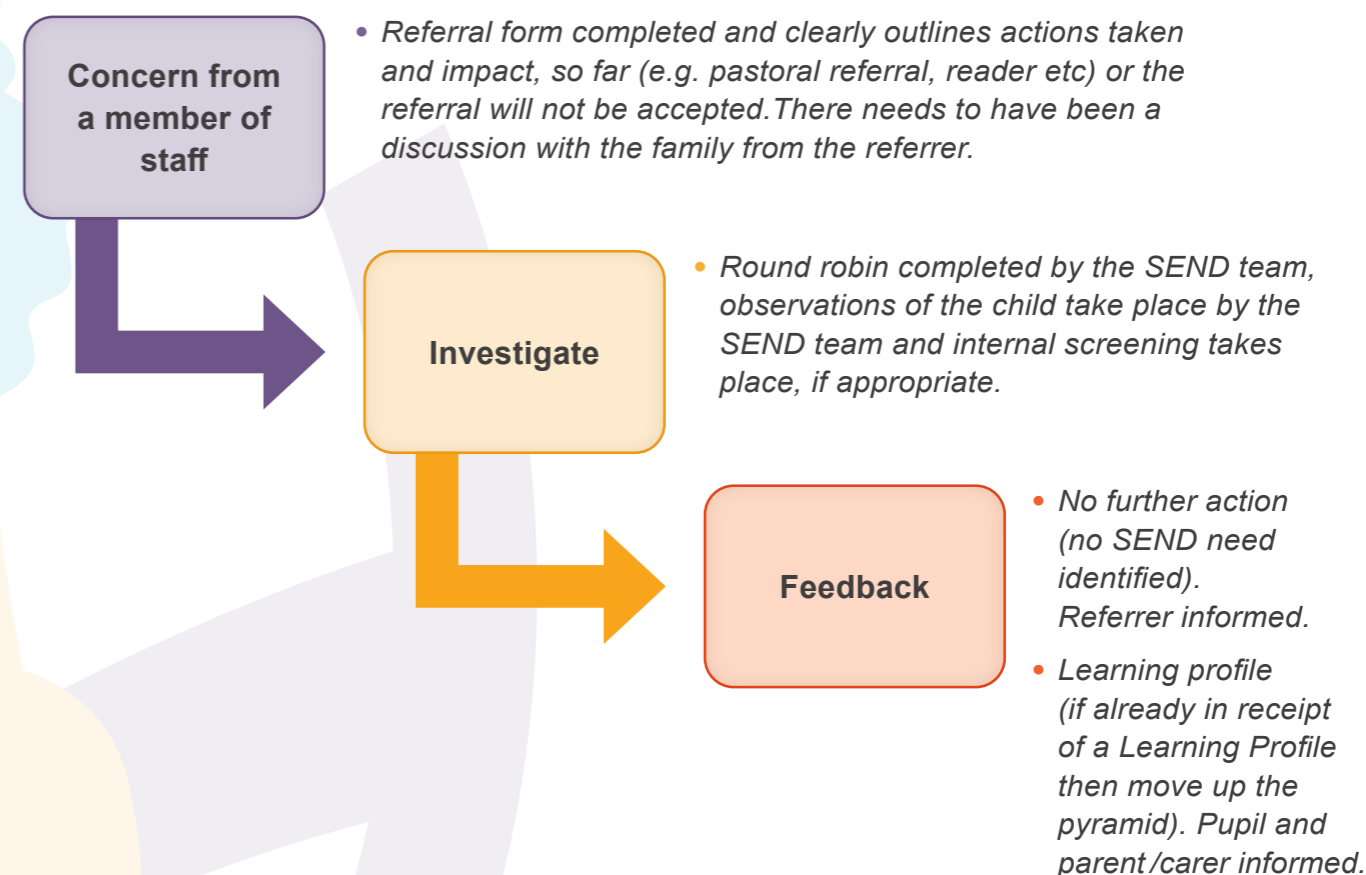 Concern from
a member of
staff
• Referral form completed and clearly outlines actions taken
and impact, so far (e.g. pastoral referral, reader etc) or the
referral will not be accepted.There needs to have been a
discussion with the family from the referrer.
Investigate
• Round robin completed by the SEND team,
observations of the child take place by the
SEND team and internal screening takes
place, if appropriate.
Feedback
• No further action
(no SEND need
identified).
Referrer informed.
• Learning profile
(if already in receipt
of a Learning Profile
then move up the
pyramid). Pupil and
parent/carer informed.